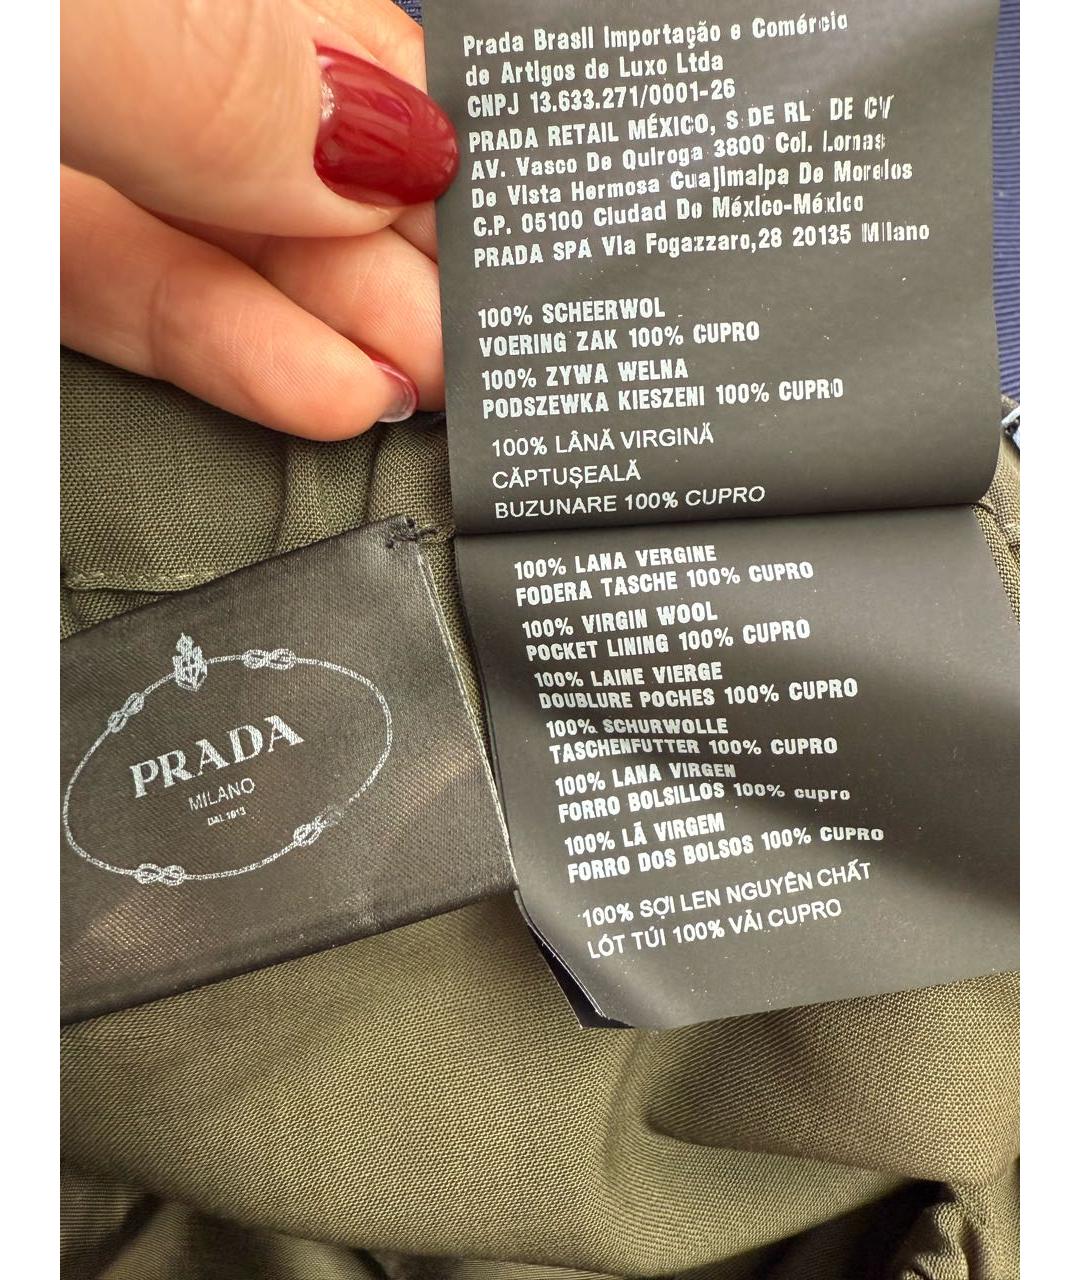 Prada Brasil Importação e Comércio
de Artigos de Luxo Ltda
CNPJ 13.633.271/0001-26
PRADA RETAIL MÉXICO, S DE RL DE CV
AV. Vasco De Quiroga 3800 Col. Lomas
De Vista Hermosa Cuajimalpa De Morelos
C.P. 05100 Ciudad De México-México
PRADA SPA Via Fogazzaro,28 20135 Milano
100% SCHEERWOL
VOERING ZAK 100% CUPRO
100% ZYWA WELNA
PODSZEWKA KIESZENI 100% CUPRO
100% LÂNĂ VIRGINĂ
CĂPTUȘEALĂ
BUZUNARE 100% CUPRO
100% LANA VERGINE
FODERA TASCHE 100% CUPRO
100% VIRGIN WOOL
POCKET LINING 100% CUPRO
100% LAINE VIERGE
DOUBLURE POCHES 100% CUPRO
100% SCHURWOLLE
TASCHENFUTTER 100% CUPRO
100% LANA VIRGEN
FORRO BOLSILLOS 100% cupro
100% LÃ VIRGEM
FORRO DOS BOLSOS 100% CUPRO
100% SỢI LEN NGUYÊN CHẤT
LÓT TÚI 100% VẢI CUPRO
PRADA
MILANO
DAL 1913